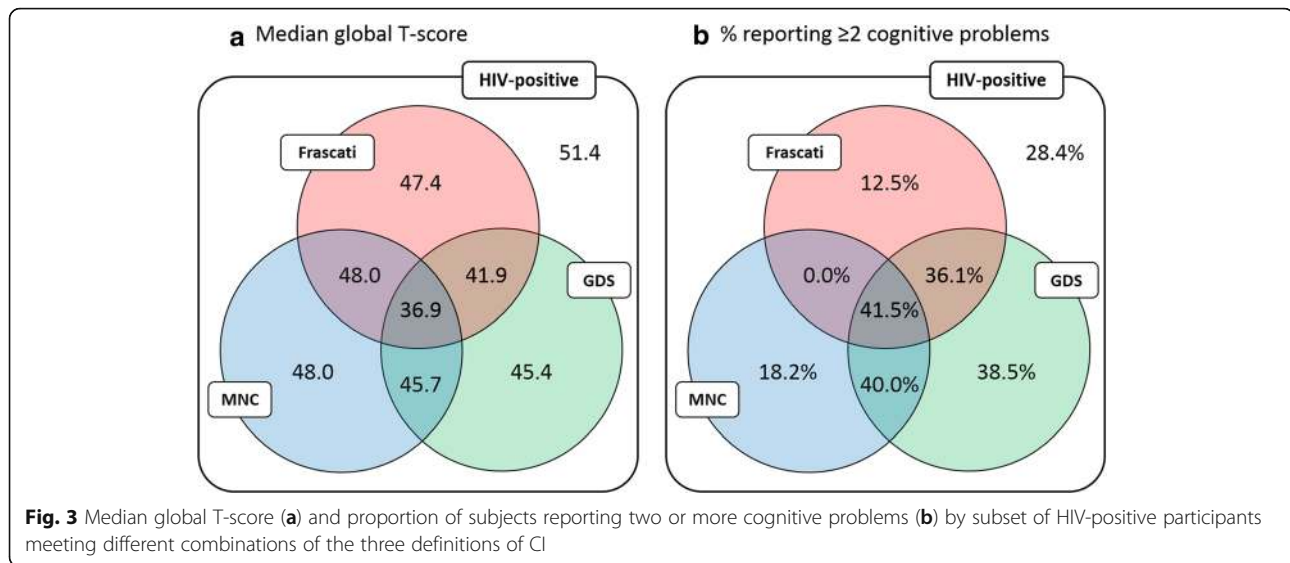 a Median global T-score
HIV-positive
Frascati
51.4
47.4
48.0
41.9
GDS
36.9
48.0
45.7
45.4
MNC
b % reporting ≥2 cognitive problems
HIV-positive
Frascati
28.4%
12.5%
0.0%
36.1%
GDS
41.5%
18.2%
40.0%
38.5%
MNC
Fig. 3 Median global T-score (a) and proportion of subjects reporting two or more cognitive problems (b) by subset of HIV-positive participants
meeting different combinations of the three definitions of CI